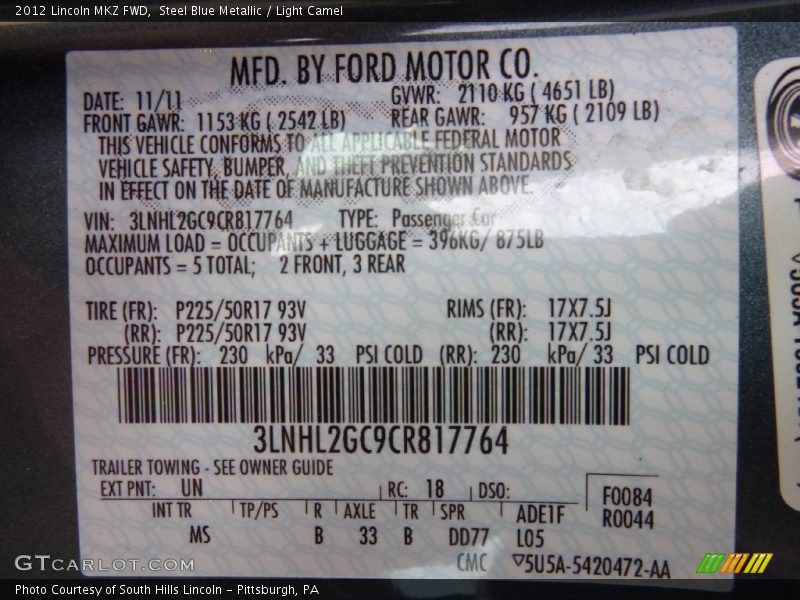 2012 Lincoln MKZ FWD, Steel Blue Metallic / Light Camel
MFD. BY FORD MOTOR CO.
DATE: 11/11 GVWR: 2110 KG ( 4651 LB)
FRONT GAWR: 1153 KG ( 2542 LB) REAR GAWR: 957 KG ( 2109 LB)
THIS VEHICLE CONFORMS TO ALL APPLICABLE FEDERAL MOTOR
VEHICLE SAFETY, BUMPER, AND THEFT PREVENTION STANDARDS
IN EFFECT ON THE DATE OF MANUFACTURE SHOWN ABOVE.
VIN: 3LNHL2GC9CR817764 TYPE: Passenger Car
MAXIMUM LOAD = OCCUPANTS + LUGGAGE = 396KG/ 875LB
OCCUPANTS = 5 TOTAL; 2 FRONT, 3 REAR
TIRE (FR): P225/50R17 93V RIMS (FR): 17X7.5J
(RR): P225/50R17 93V (RR): 17X7.5J
PRESSURE (FR): 230 kPa/ 33 PSI COLD (RR): 230 kPa/ 33 PSI COLD
3LNHL2GC9CR817764
TRAILER TOWING - SEE OWNER GUIDE
EXT PNT: UN RC: 18 DSO: F0084
INT TR TP/PS R AXLE TR SPR ADE1F R0044
MS B 33 B DD77 L05
CMC ▽5U5A-5420472-AA
GTCARLOT.COM
Photo Courtesy of South Hills Lincoln - Pittsburgh, PA